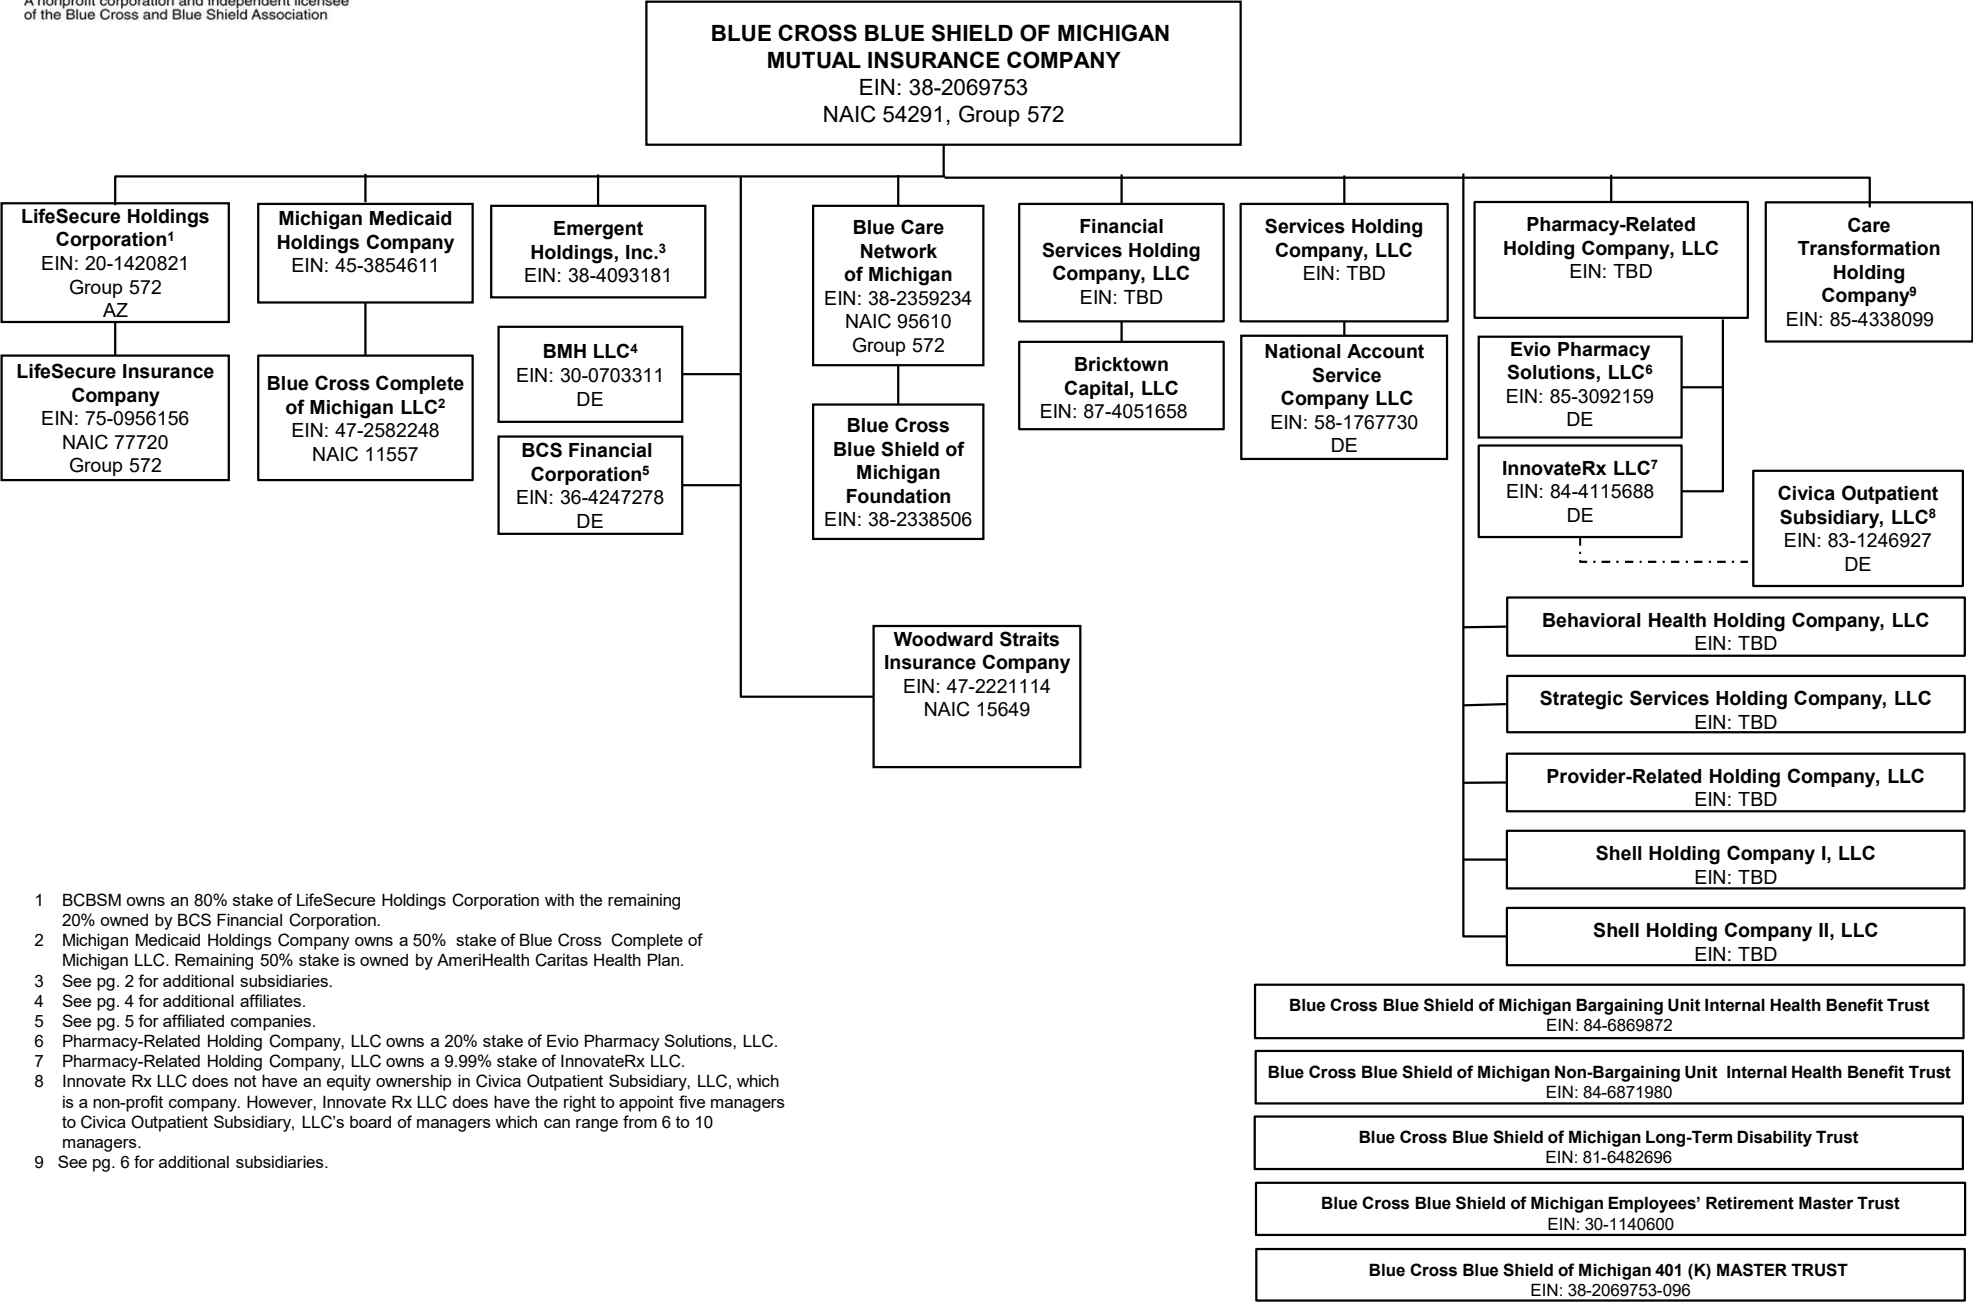 A nonprofit corporation and independent licensee
of the Blue Cross and Blue Shield Association
BLUE CROSS BLUE SHIELD OF MICHIGAN
MUTUAL INSURANCE COMPANY
EIN: 38-2069753
NAIC 54291, Group 572
LifeSecure Holdings
Corporation¹
EIN: 20-1420821
Group 572
AZ
Michigan Medicaid
Holdings Company
EIN: 45-3854611
Emergent
Holdings, Inc.³
EIN: 38-4093181
Blue Care
Network
of Michigan
EIN: 38-2359234
NAIC 95610
Group 572
Financial
Services Holding
Company, LLC
EIN: TBD
Services Holding
Company, LLC
EIN: TBD
Pharmacy-Related
Holding Company, LLC
EIN: TBD
Care
Transformation
Holding
Company⁹
EIN: 85-4338099
LifeSecure Insurance
Company
EIN: 75-0956156
NAIC 77720
Group 572
Blue Cross Complete
of Michigan LLC²
EIN: 47-2582248
NAIC 11557
BMH LLC⁴
EIN: 30-0703311
DE
BCS Financial
Corporation⁵
EIN: 36-4247278
DE
Blue Cross
Blue Shield of
Michigan
Foundation
EIN: 38-2338506
Bricktown
Capital, LLC
EIN: 87-4051658
National Account
Service
Company LLC
EIN: 58-1767730
DE
Evio Pharmacy
Solutions, LLC⁶
EIN: 85-3092159
DE
InnovateRx LLC⁷
EIN: 84-4115688
DE
Civica Outpatient
Subsidiary, LLC⁸
EIN: 83-1246927
DE
Woodward Straits
Insurance Company
EIN: 47-2221114
NAIC 15649
Behavioral Health Holding Company, LLC
EIN: TBD
Strategic Services Holding Company, LLC
EIN: TBD
Provider-Related Holding Company, LLC
EIN: TBD
Shell Holding Company I, LLC
EIN: TBD
Shell Holding Company II, LLC
EIN: TBD
1 BCBSM owns an 80% stake of LifeSecure Holdings Corporation with the remaining
20% owned by BCS Financial Corporation.
2 Michigan Medicaid Holdings Company owns a 50% stake of Blue Cross Complete of
Michigan LLC. Remaining 50% stake is owned by AmeriHealth Caritas Health Plan.
3 See pg. 2 for additional subsidiaries.
4 See pg. 4 for additional affiliates.
5 See pg. 5 for affiliated companies.
6 Pharmacy-Related Holding Company, LLC owns a 20% stake of Evio Pharmacy Solutions, LLC.
7 Pharmacy-Related Holding Company, LLC owns a 9.99% stake of InnovateRx LLC.
8 Innovate Rx LLC does not have an equity ownership in Civica Outpatient Subsidiary, LLC, which
is a non-profit company. However, Innovate Rx LLC does have the right to appoint five managers
to Civica Outpatient Subsidiary, LLC’s board of managers which can range from 6 to 10
managers.
9 See pg. 6 for additional subsidiaries.
Blue Cross Blue Shield of Michigan Bargaining Unit Internal Health Benefit Trust
EIN: 84-6869872
Blue Cross Blue Shield of Michigan Non-Bargaining Unit Internal Health Benefit Trust
EIN: 84-6871980
Blue Cross Blue Shield of Michigan Long-Term Disability Trust
EIN: 81-6482696
Blue Cross Blue Shield of Michigan Employees’ Retirement Master Trust
EIN: 30-1140600
Blue Cross Blue Shield of Michigan 401 (K) MASTER TRUST
EIN: 38-2069753-096